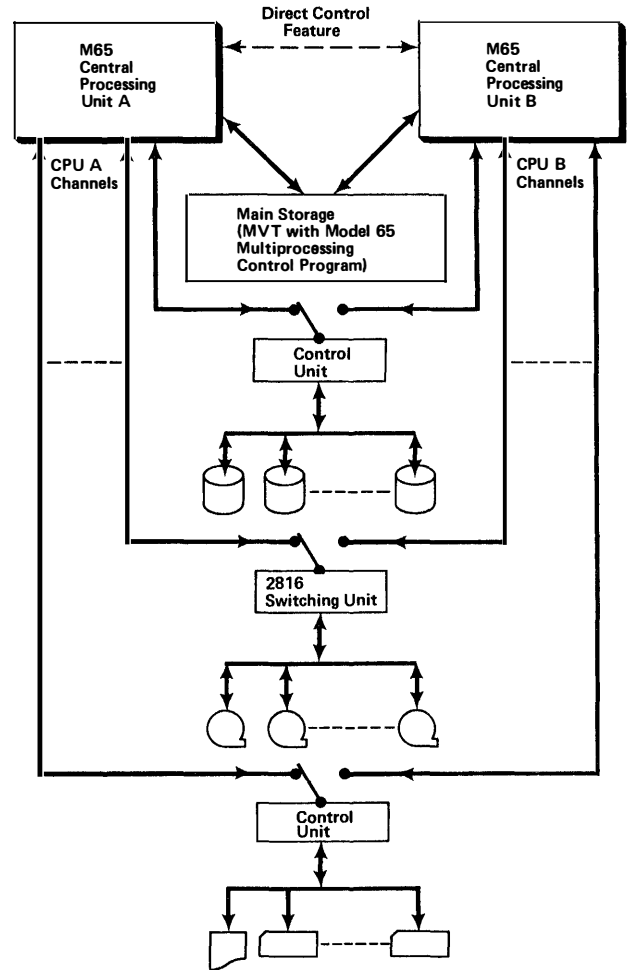 Direct Control
Feature
M65
Central
Processing
Unit A
M65
Central
Processing
Unit B
CPU A
Channels
CPU B
Channels
Main Storage
(MVT with Model 65
Multiprocessing
Control Program)
Control
Unit
2816
Switching Unit
Control
Unit